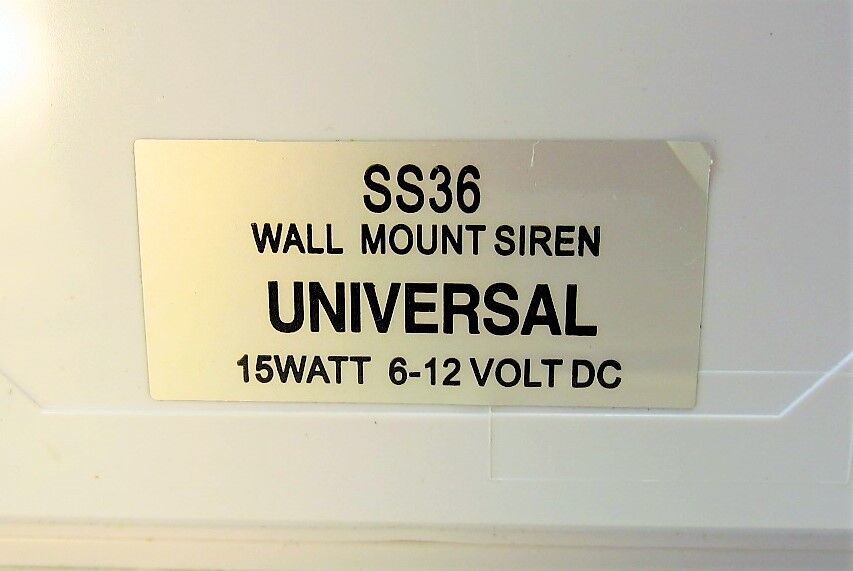 SS36
WALL MOUNT SIREN
UNIVERSAL
15WATT 6-12 VOLT DC